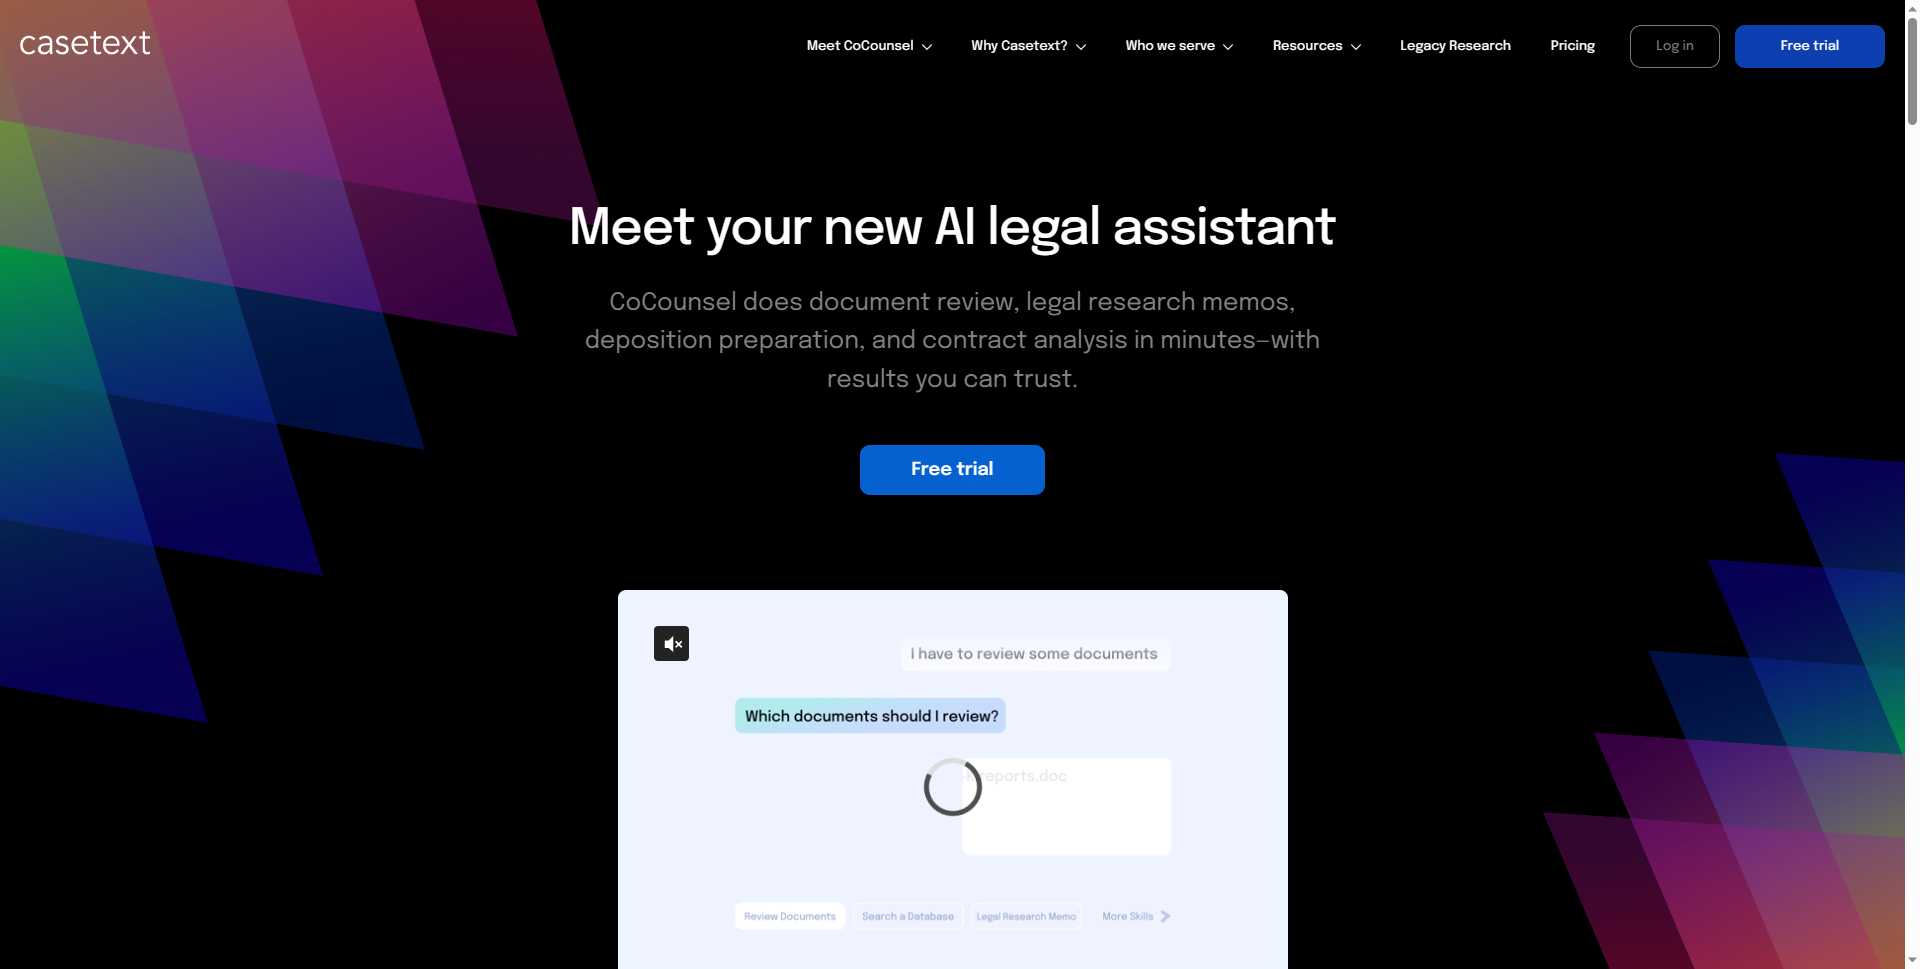 casetext
Meet CoCounsel
Why Casetext?
Who we serve
Resources
Legacy Research
Pricing
Log in
Free trial
Meet your new AI legal assistant
CoCounsel does document review, legal research memos,
deposition preparation, and contract analysis in minutes—with
results you can trust.
Free trial
I have to review some documents
Which documents should I review?
reports.doc
Review Documents
Search a Database
Legal Research Memo
More Skills